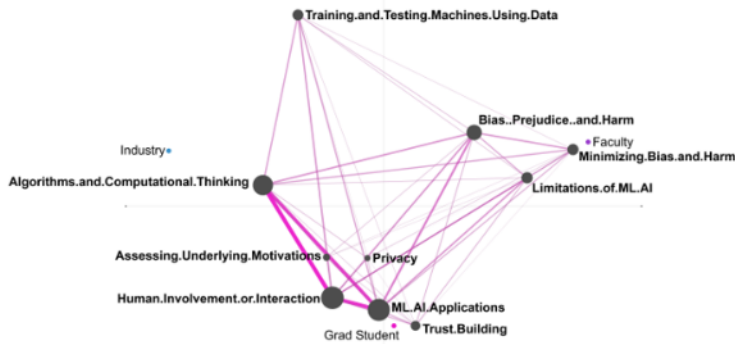 Training.and.Testing.Machines.Using.Data
Bias..Prejudice..and.Harm
Faculty
Industry
Minimizing.Bias.and.Harm
Algorithms.and.Computational.Thinking
Limitations.of.ML.AI
Assessing.Underlying.Motivations
Privacy
Human.Involvement.or.Interaction
ML.AI.Applications
Trust.Building
Grad Student